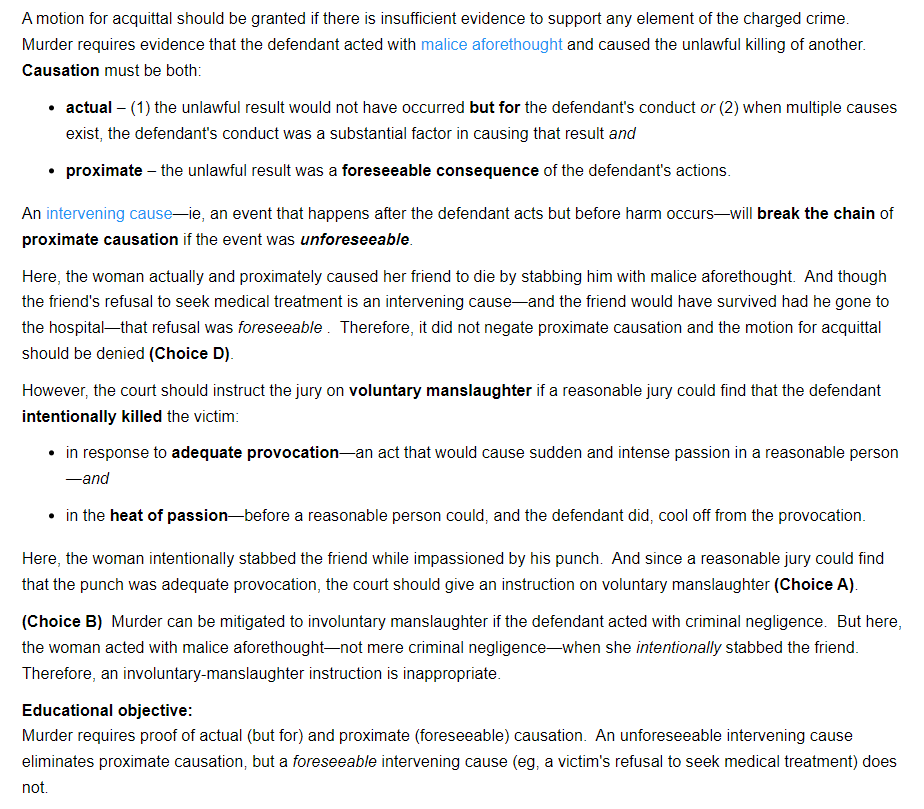 A motion for acquittal should be granted if there is insufficient evidence to support any element of the charged crime.
Murder requires evidence that the defendant acted with malice aforethought and caused the unlawful killing of another.
Causation must be both:
• actual – (1) the unlawful result would not have occurred but for the defendant's conduct or (2) when multiple causes
exist, the defendant's conduct was a substantial factor in causing that result and
• proximate – the unlawful result was a foreseeable consequence of the defendant's actions.
An intervening cause—ie, an event that happens after the defendant acts but before harm occurs—will break the chain of
proximate causation if the event was unforeseeable.
Here, the woman actually and proximately caused her friend to die by stabbing him with malice aforethought.  And though
the friend's refusal to seek medical treatment is an intervening cause—and the friend would have survived had he gone to
the hospital—that refusal was foreseeable .  Therefore, it did not negate proximate causation and the motion for acquittal
should be denied (Choice D).
However, the court should instruct the jury on voluntary manslaughter if a reasonable jury could find that the defendant
intentionally killed the victim:
• in response to adequate provocation—an act that would cause sudden and intense passion in a reasonable person
—and
• in the heat of passion—before a reasonable person could, and the defendant did, cool off from the provocation.
Here, the woman intentionally stabbed the friend while impassioned by his punch.  And since a reasonable jury could find
that the punch was adequate provocation, the court should give an instruction on voluntary manslaughter (Choice A).
(Choice B)  Murder can be mitigated to involuntary manslaughter if the defendant acted with criminal negligence.  But here,
the woman acted with malice aforethought—not mere criminal negligence—when she intentionally stabbed the friend.
Therefore, an involuntary-manslaughter instruction is inappropriate.
Educational objective:
Murder requires proof of actual (but for) and proximate (foreseeable) causation.  An unforeseeable intervening cause
eliminates proximate causation, but a foreseeable intervening cause (eg, a victim's refusal to seek medical treatment) does
not.